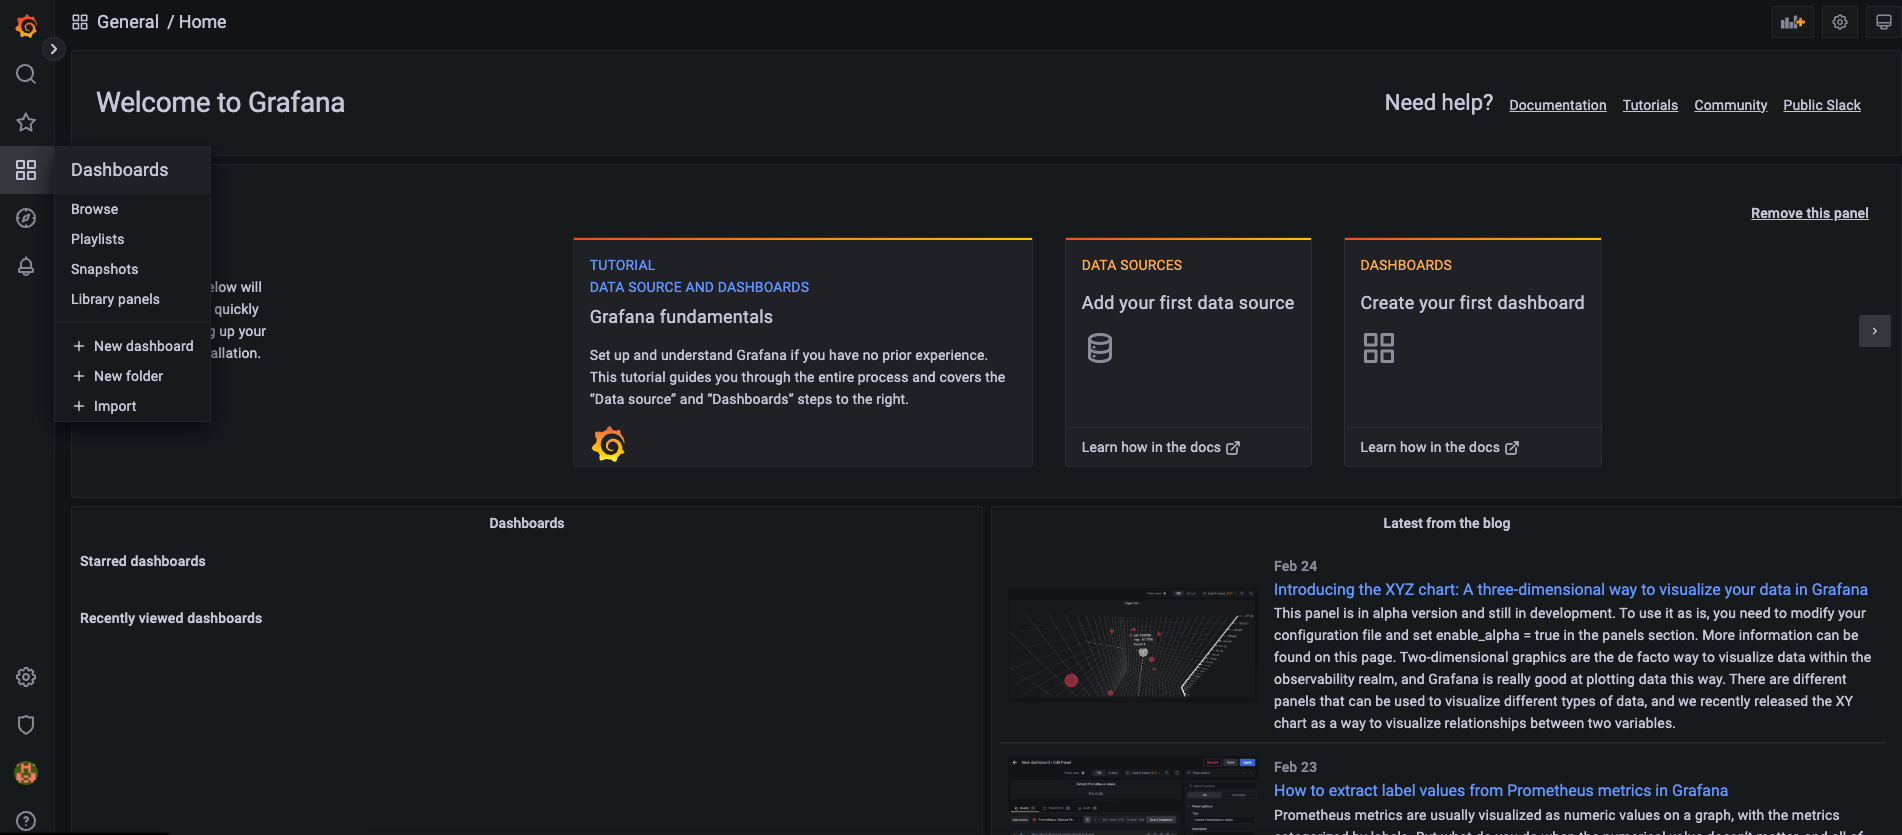 General / Home
Welcome to Grafana
Need help? Documentation Tutorials Community Public Slack
Dashboards
Browse
Playlists
Snapshots
Library panels
+ New dashboard
+ New folder
+ Import
Remove this panel
elow will
quickly
g up your
allation.
TUTORIAL
DATA SOURCE AND DASHBOARDS
Grafana fundamentals
Set up and understand Grafana if you have no prior experience.
This tutorial guides you through the entire process and covers the
“Data source” and “Dashboards” steps to the right.
DATA SOURCES
Add your first data source
Learn how in the docs
DASHBOARDS
Create your first dashboard
Learn how in the docs
Dashboards
Starred dashboards
Recently viewed dashboards
Latest from the blog
Feb 24
Introducing the XYZ chart: A three-dimensional way to visualize your data in Grafana
This panel is in alpha version and still in development. To use it as is, you need to modify your
configuration file and set enable_alpha = true in the panels section. More information can be
found on this page. Two-dimensional graphics are the de facto way to visualize data within the
observability realm, and Grafana is really good at plotting data this way. There are different
panels that can be used to visualize different types of data, and we recently released the XY
chart as a way to visualize relationships between two variables.
New dashboard / Edit Panel
Feb 23
How to extract label values from Prometheus metrics in Grafana
Prometheus metrics are usually visualized as numeric values on a graph, with the metrics